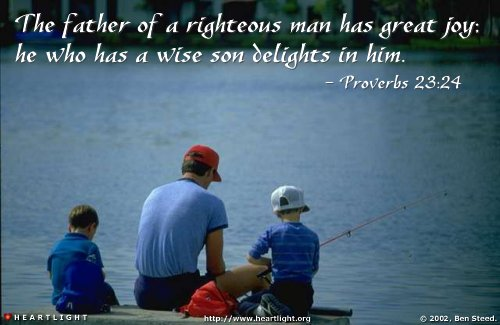 The father of a righteous man has great joy:
he who has a wise son delights in him.
- Proverbs 23:24
HEARTLIGHT
http://www.heartlight.org
© 2002, Ben Steed.